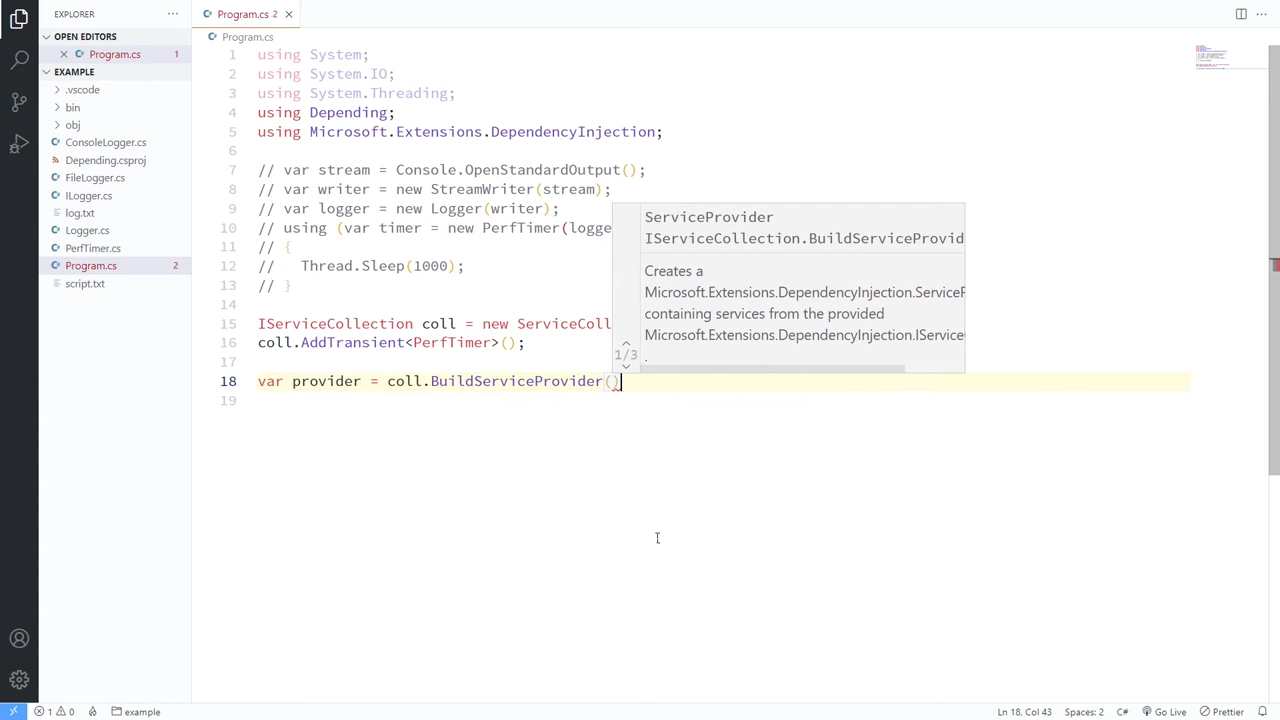 EXPLORER
OPEN EDITORS
Program.cs 1
EXAMPLE
.vscode
bin
obj
ConsoleLogger.cs
Depending.csproj
FileLogger.cs
ILogger.cs
log.txt
Logger.cs
PerfTimer.cs
Program.cs 2
script.txt
Program.cs 2
Program.cs
1 using System;
2 using System.IO;
3 using System.Threading;
4 using Depending;
5 using Microsoft.Extensions.DependencyInjection;
6
7 // var stream = Console.OpenStandardOutput();
8 // var writer = new StreamWriter(stream);
9 // var logger = new Logger(writer);
10 // using (var timer = new PerfTimer(logge
11 // {
12 //   Thread.Sleep(1000);
13 // }
14
15 IServiceCollection coll = new ServiceColl
16 coll.AddTransient<PerfTimer>();
17
18 var provider = coll.BuildServiceProvider()
19
ServiceProvider
IServiceCollection.BuildServiceProvid
Creates a
Microsoft.Extensions.DependencyInjection.ServiceP
containing services from the provided
Microsoft.Extensions.DependencyInjection.IService
.
1/3
1 0 example Ln 18, Col 43 Spaces: 2 C# Go Live Prettier